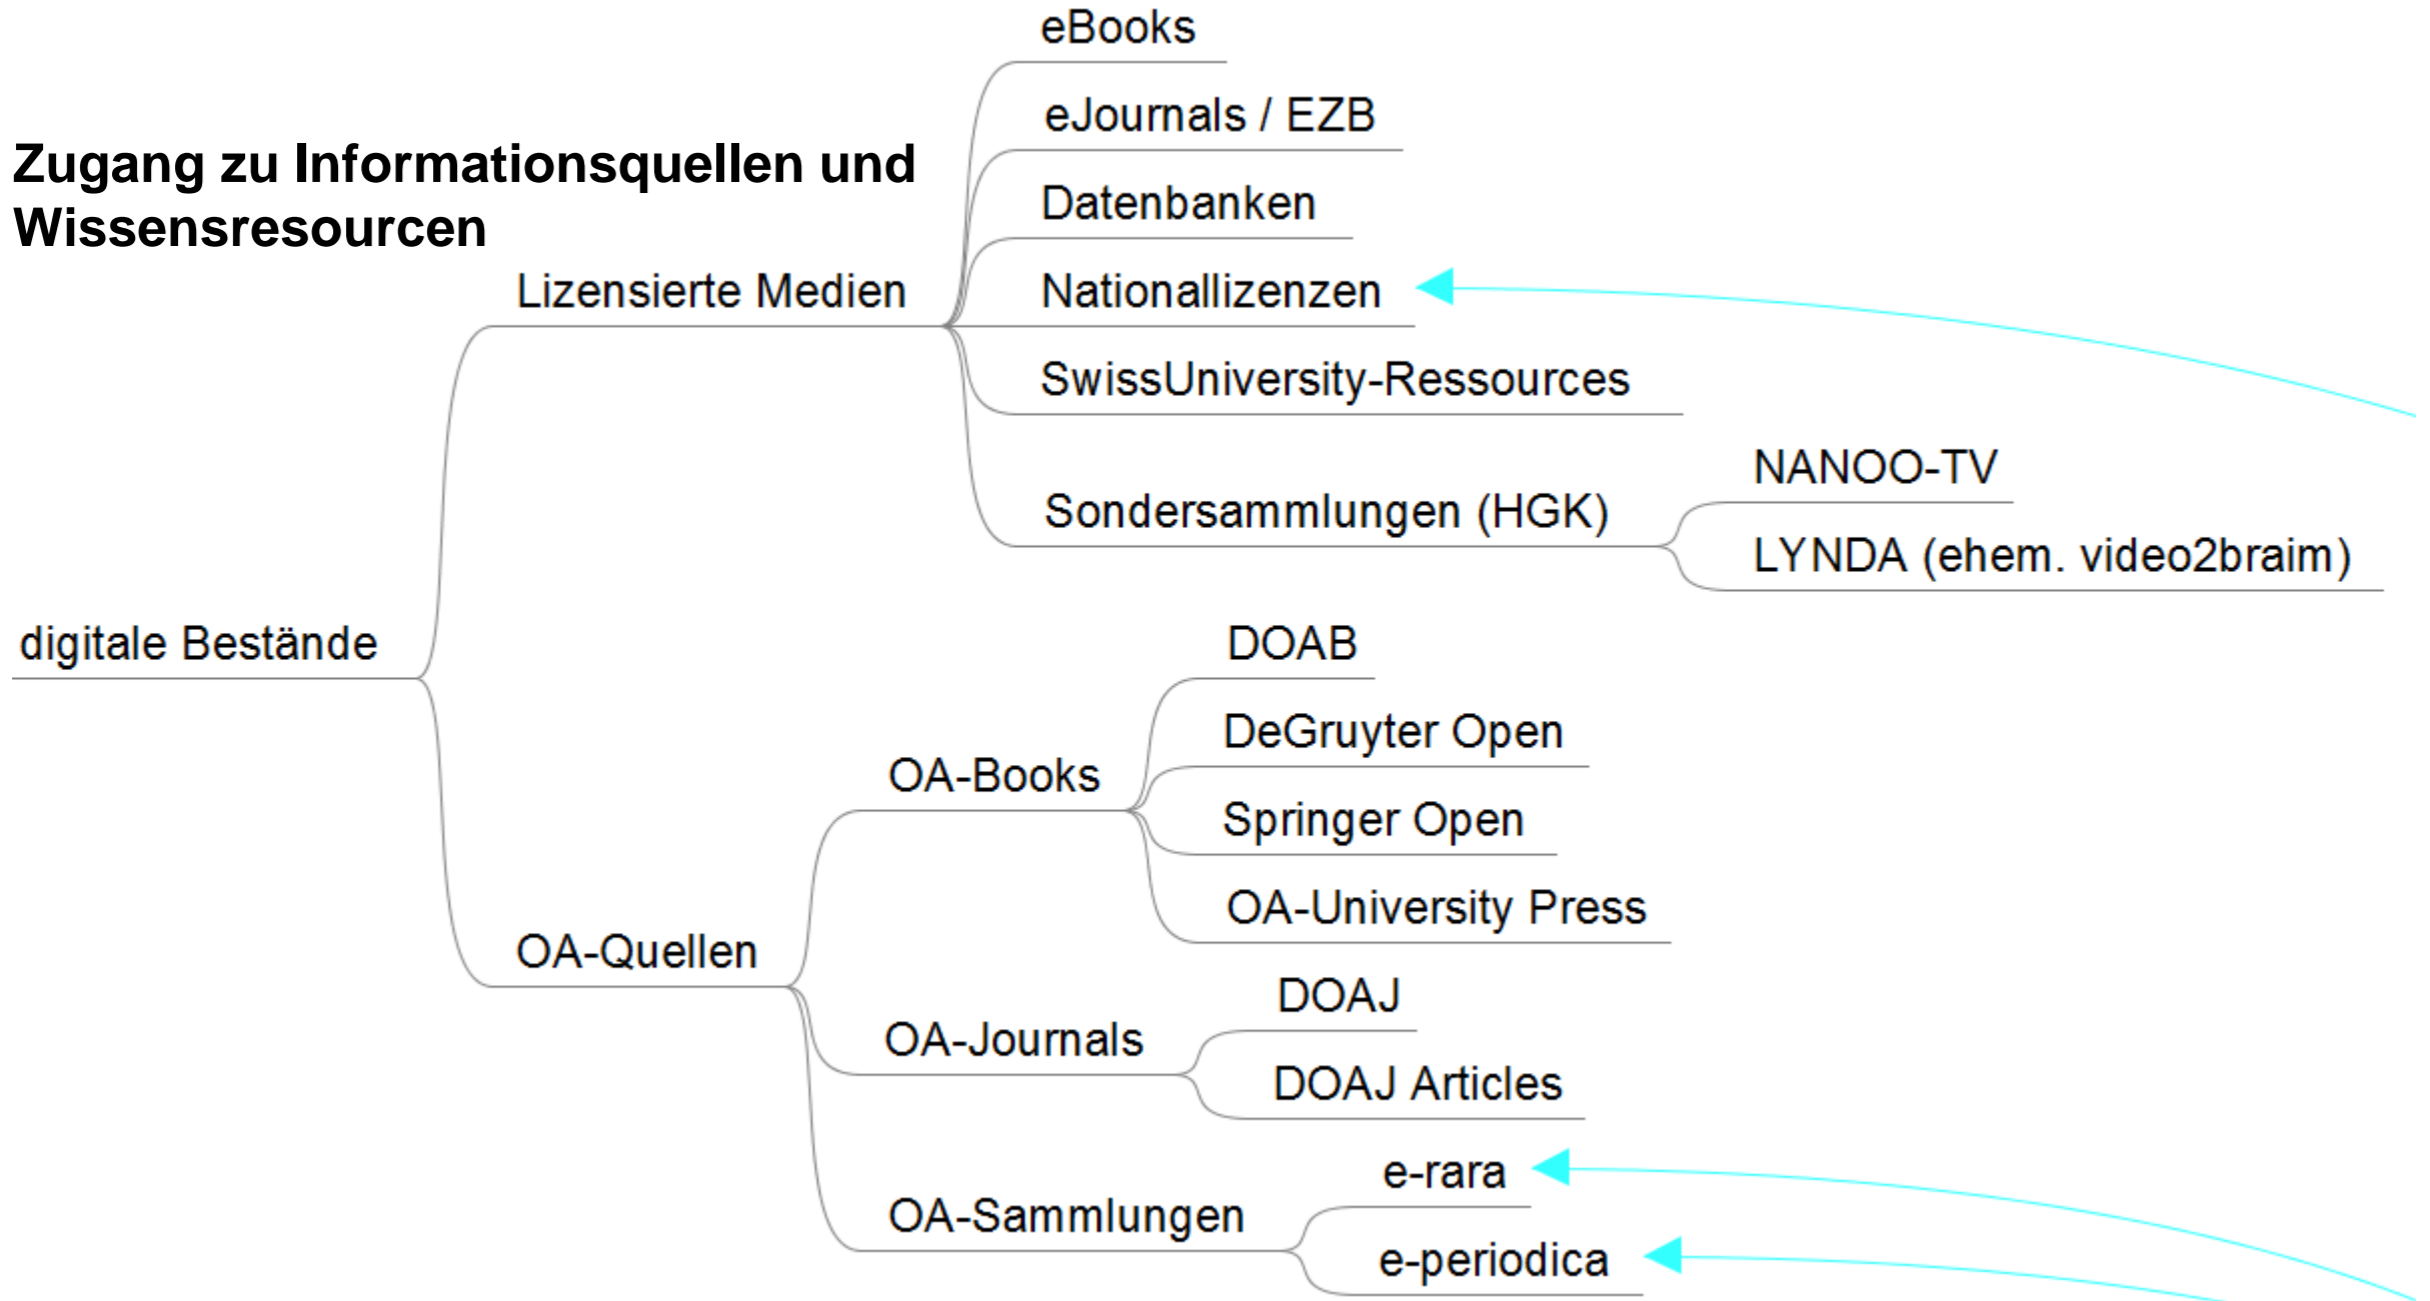 Zugang zu Informationsquellen und
Wissensresourcen
digitale Bestände
Lizensierte Medien
eBooks
eJournals / EZB
Datenbanken
Nationallizenzen
SwissUniversity-Ressources
Sondersammlungen (HGK)
NANOO-TV
LYNDA (ehem. video2braim)
OA-Quellen
OA-Books
DOAB
DeGruyter Open
Springer Open
OA-University Press
OA-Journals
DOAJ
DOAJ Articles
OA-Sammlungen
e-rara
e-periodica